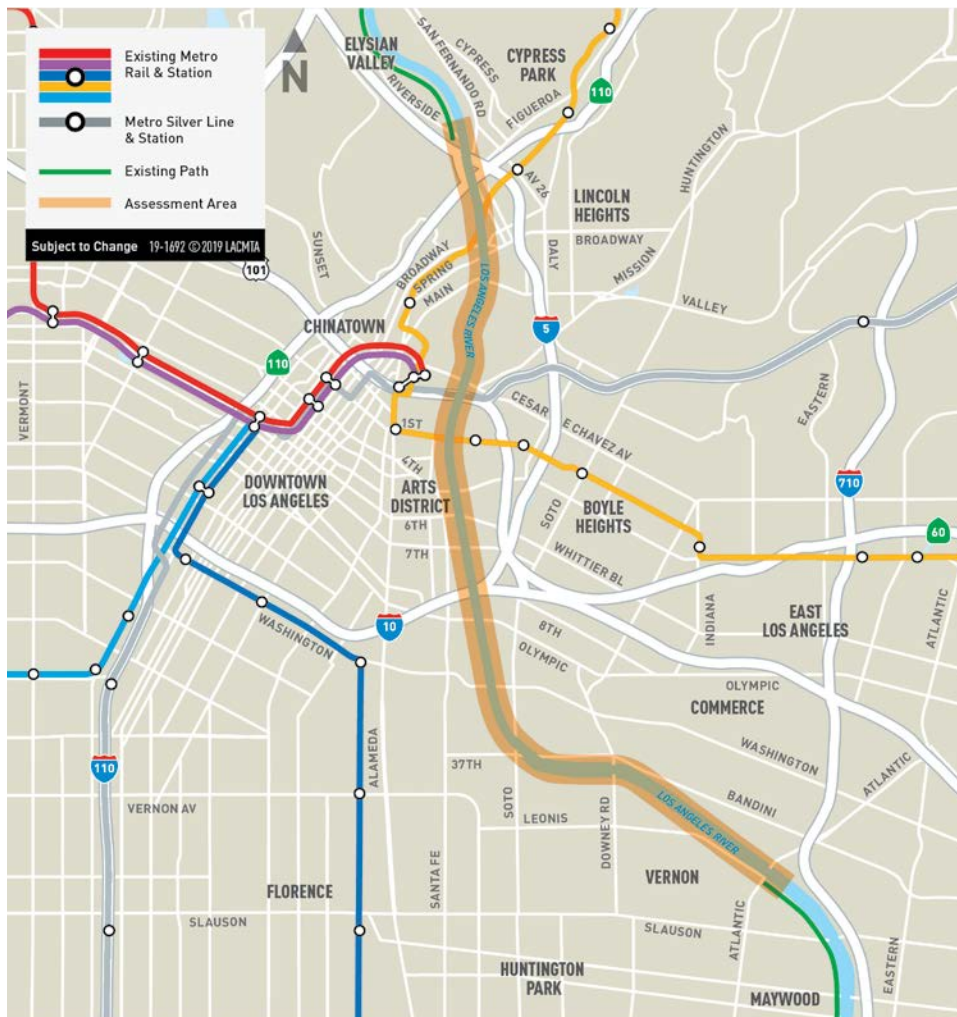 Existing Metro
Rail & Station
Metro Silver Line
& Station
Existing Path
Assessment Area
Subject to Change 19-1692 © 2019 LACMTA
N
ELYSIAN
VALLEY
SAN FERNANDO RD
CYPRESS
CYPRESS
PARK
RIVERSIDE
FIGUEROA
110
HUNTINGTON
AV 26
LINCOLN
HEIGHTS
SUNSET
101
BROADWAY
DALY
BROADWAY
SPRING
MAIN
MISSION
LOS ANGELES RIVER
VALLEY
CHINATOWN
5
110
VERMONT
CESAR E CHAVEZ AV
EASTERN
1ST
4TH
DOWNTOWN
LOS ANGELES
ARTS
DISTRICT
SOTO
BOYLE
HEIGHTS
710
6TH
7TH
WHITTIER BL
60
WASHINGTON
10
8TH
INDIANA
EAST
LOS ANGELES
ATLANTIC
OLYMPIC
OLYMPIC
COMMERCE
WASHINGTON
110
ALAMEDA
37TH
ATLANTIC
VERNON AV
SOTO
LEONIS
DOWNEY RD
LOS ANGELES RIVER
BANDINI
FLORENCE
SANTA FE
VERNON
SLAUSON
SLAUSON
ATLANTIC
EASTERN
HUNTINGTON
PARK
MAYWOOD